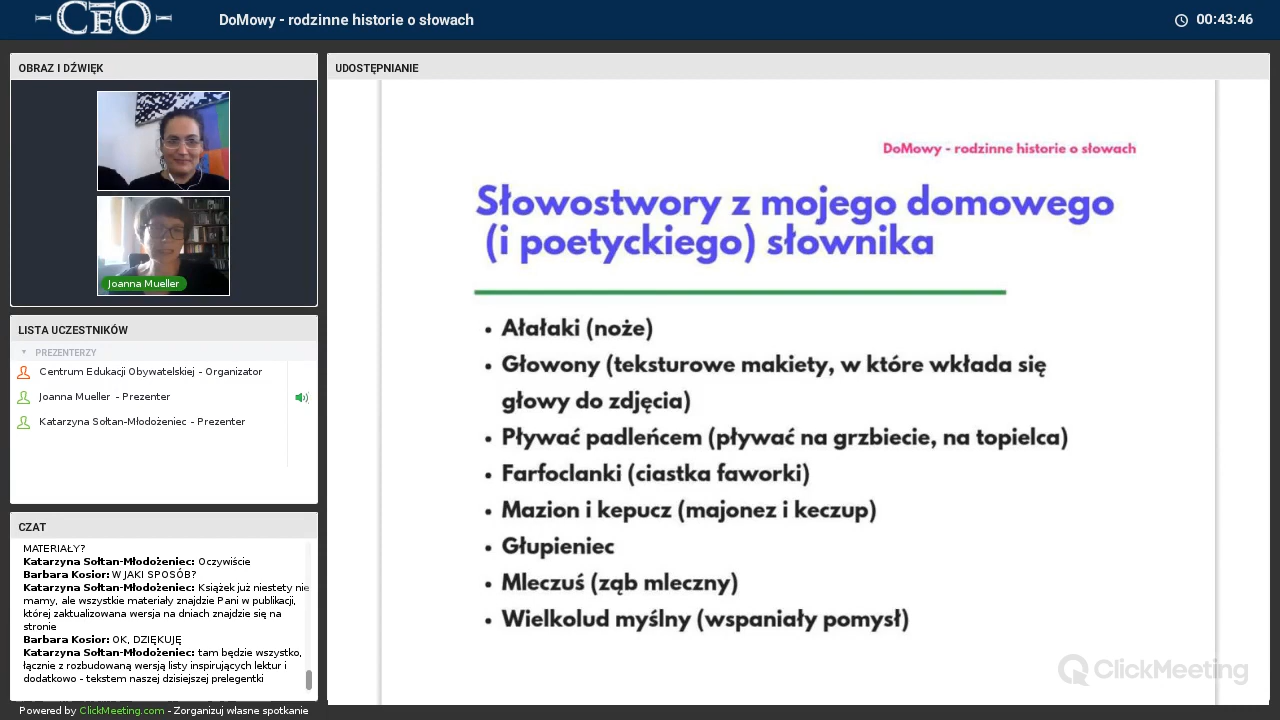 CEO
DoMowy - rodzinne historie o słowach
00:43:46
OBRAZ I DŹWIĘK
Joanna Mueller
LISTA UCZESTNIKÓW
PREZENTERZY
Centrum Edukacji Obywatelskiej - Organizator
Joanna Mueller - Prezenter
Katarzyna Sołtan-Młodożeniec - Prezenter
CZAT
MATERIAŁY?
Katarzyna Sołtan-Młodożeniec: Oczywiście
Barbara Kosior: W JAKI SPOSÓB?
Katarzyna Sołtan-Młodożeniec: Książek już niestety nie
mamy, ale wszystkie materiały znajdzie Pani w publikacji,
której zaktualizowana wersja na dniach znajdzie się na
stronie
Barbara Kosior: OK, DZIĘKUJĘ
Katarzyna Sołtan-Młodożeniec: tam będzie wszystko,
łącznie z rozbudowaną wersją listy inspirujących lektur i
dodatkowo - tekstem naszej dzisiejszej prelegentki
Powered by ClickMeeting.com - Zorganizuj własne spotkanie
UDOSTĘPNIANIE
DoMowy - rodzinne historie o słowach
Słowostwory z mojego domowego
(i poetyckiego) słownika
• Ałałaki (noże)
• Głowony (teksturowe makiety, w które wkłada się
głowy do zdjęcia)
• Pływać padleńcem (pływać na grzbiecie, na topielca)
• Farfoclanki (ciastka faworki)
• Mazion i kepucz (majonez i keczup)
• Głupieniec
• Mleczuś (ząb mleczny)
• Wielkolud myślny (wspaniały pomysł)
ClickMeeting